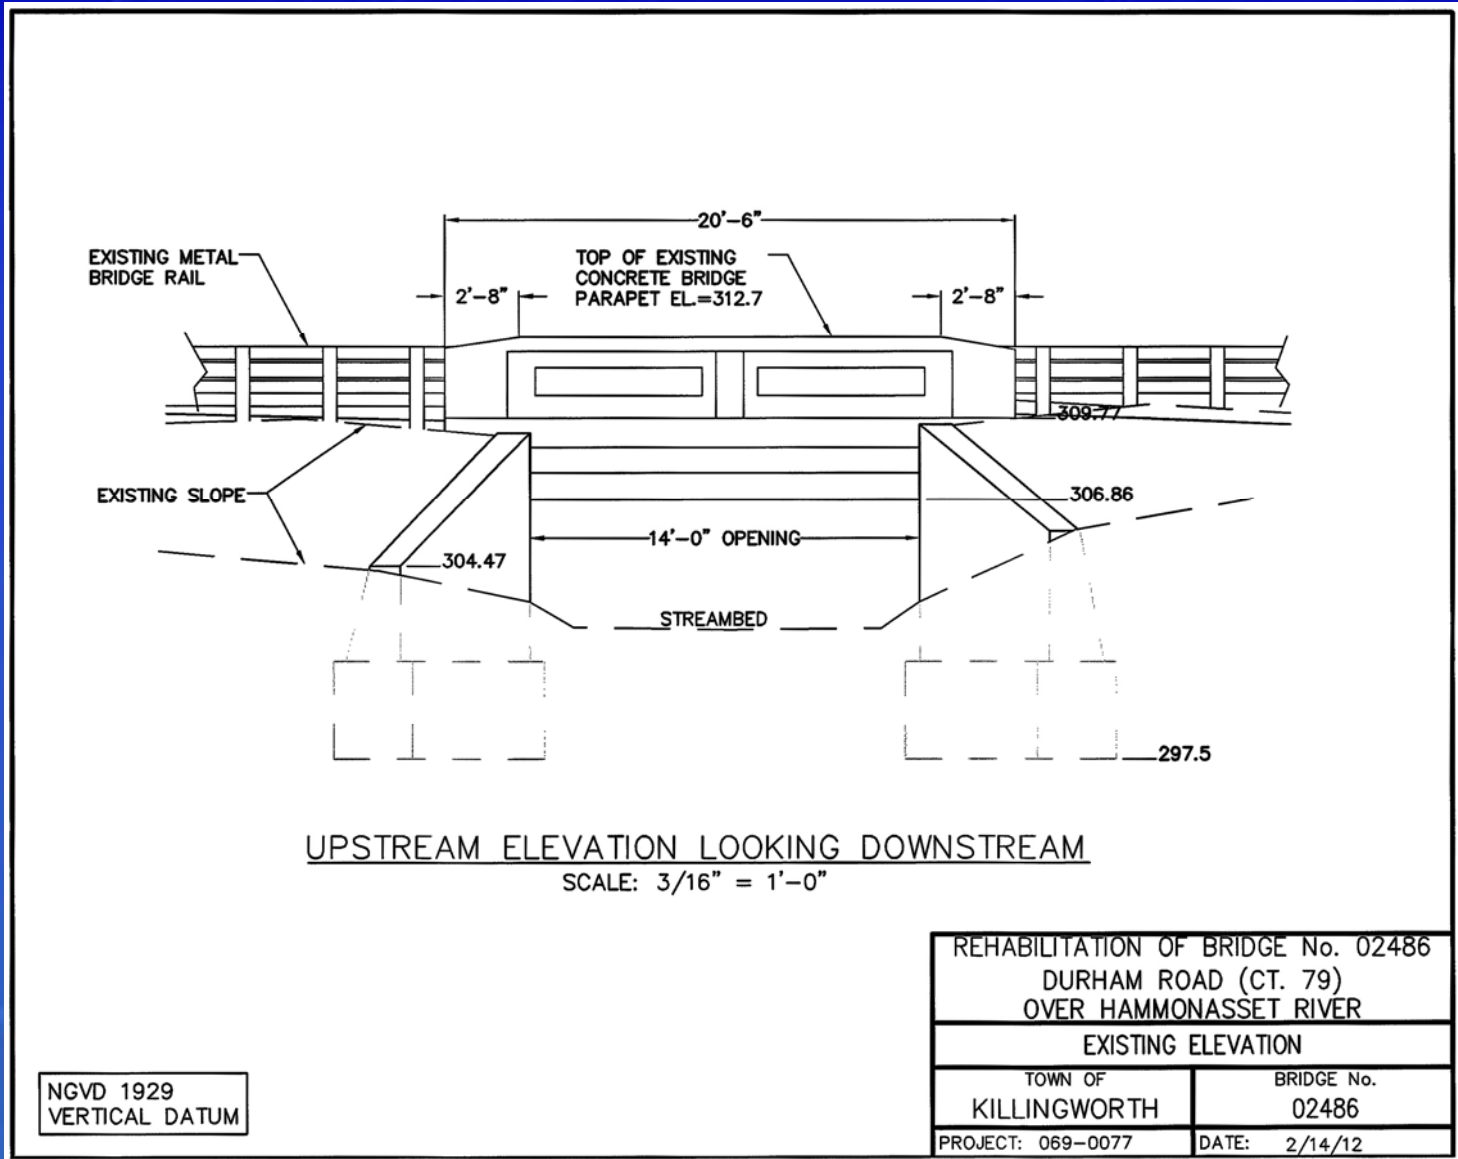 20'-6"
EXISTING METAL
BRIDGE RAIL
TOP OF EXISTING
CONCRETE BRIDGE
PARAPET EL.=312.7
2'-8"
2'-8"
309.77
EXISTING SLOPE
306.86
14'-0" OPENING
304.47
STREAMBED
297.5
UPSTREAM ELEVATION LOOKING DOWNSTREAM
SCALE: 3/16" = 1'-0"
REHABILITATION OF BRIDGE No. 02486
DURHAM ROAD (CT. 79)
OVER HAMMONASSET RIVER
EXISTING ELEVATION
TOWN OF
KILLINGWORTH
BRIDGE No.
02486
PROJECT: 069-0077
DATE: 2/14/12
NGVD 1929
VERTICAL DATUM